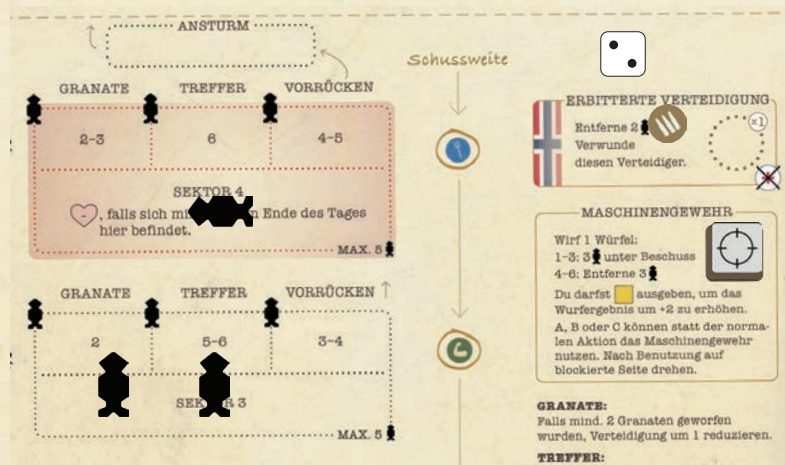 ANSTURM
GRANATE TREFFER VORRÜCKEN
2-3 6 4-5
SEKTOR 4
, falls sich Ende des Tages
hier befindet.
MAX. 5
GRANATE TREFFER VORRÜCKEN
2 5-6 3-4
3
MAX. 5
Schussweite
ERBITTERTE VERTEIDIGUNG
Entferne 2
Verwunde
diesen Verteidiger.
×1
MASCHINENGEWEHR
Wirf 1 Würfel:
1-3: 3 unter Beschuss
4-6: Entferne 3
Du darfst ausgeben, um das
Wurfergebnis um +2 zu erhöhen.
A, B oder C können statt der norma-
len Aktion das Maschinengewehr
nutzen. Nach Benutzung auf
blockierte Seite drehen.
GRANATE:
Falls mind. 2 Granaten geworfen
wurden, Verteidigung um 1 reduzieren.
TREFFER: